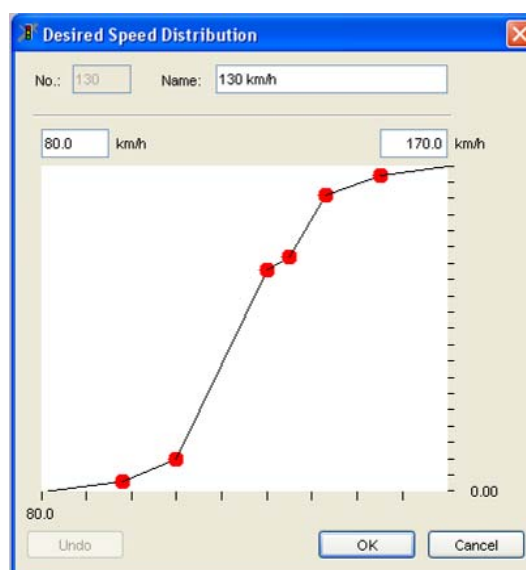 Desired Speed Distribution
No.: 130 Name: 130 km/h
80.0 km/h 170.0 km/h
0.00
80.0
Undo OK Cancel